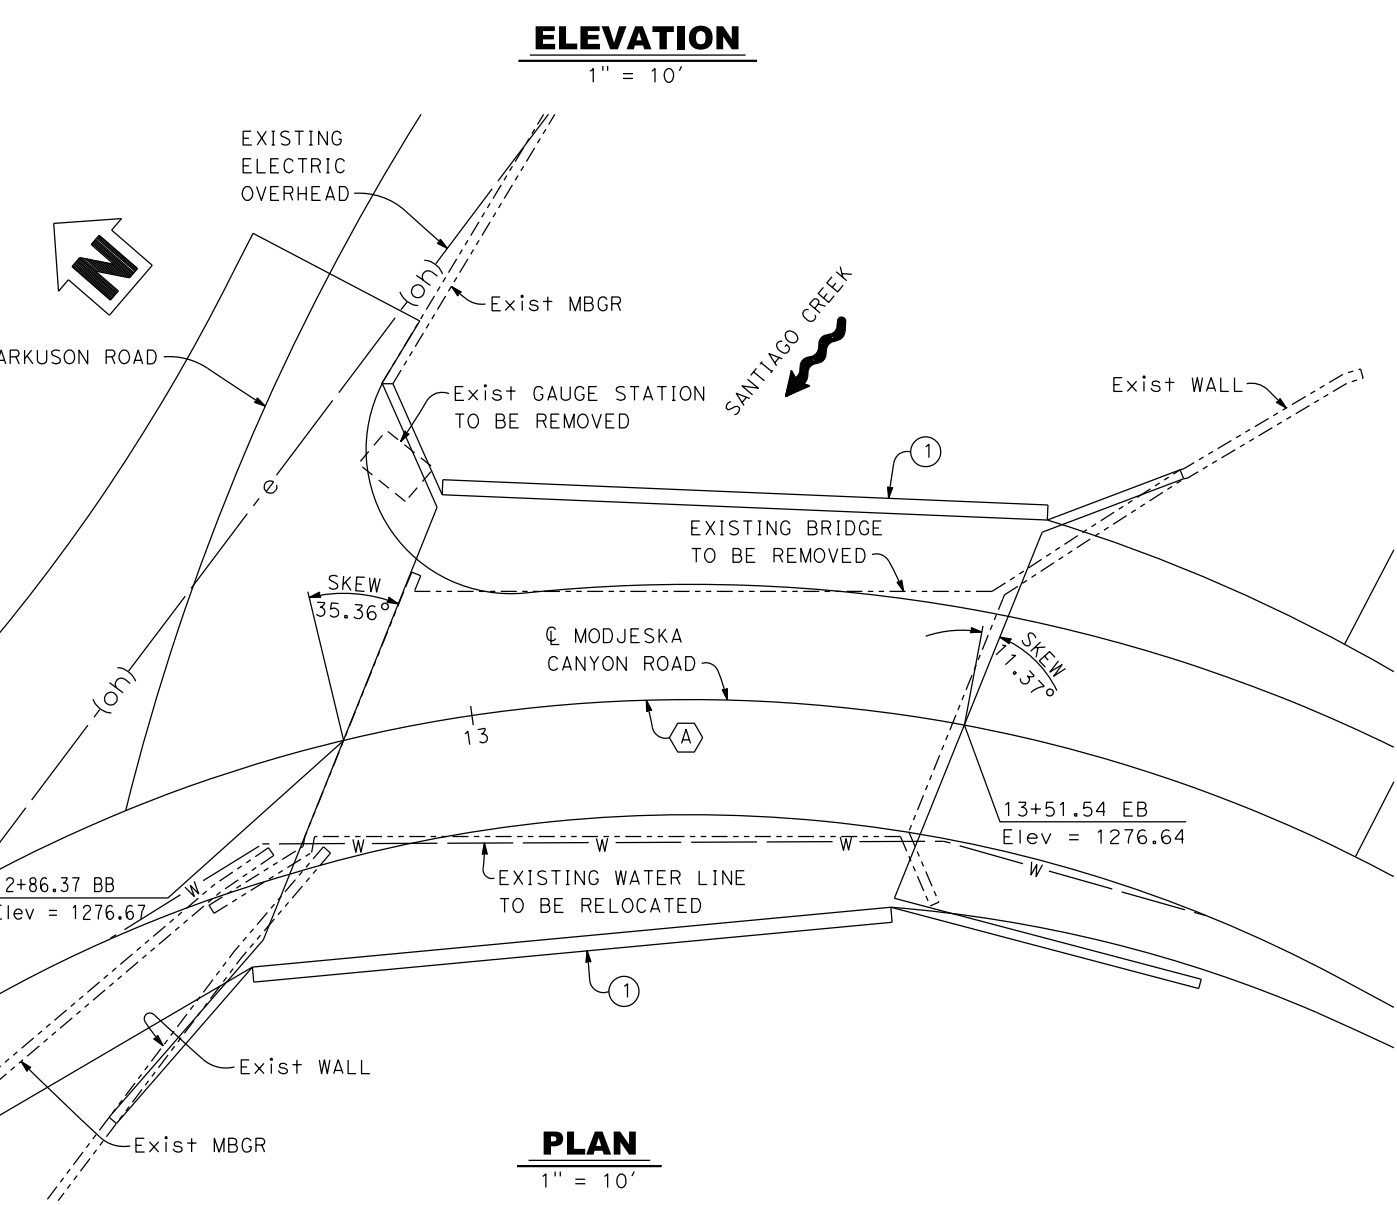 ELEVATION
1" = 10'
EXISTING
ELECTRIC
OVERHEAD
N
(oh)
Exist MBGR
SANTIAGO CREEK
ARKUSON ROAD
Exist GAUGE STATION
TO BE REMOVED
Exist WALL
1
e
EXISTING BRIDGE
TO BE REMOVED
SKEW
35.36°
℄ MODJESKA
CANYON ROAD
SKEW
11.37°
(oh)
13
A
13+51.54 EB
Elev = 1276.64
W
W
W
W
W
EXISTING WATER LINE
TO BE RELOCATED
2+86.37 BB
Elev = 1276.67
1
Exist WALL
Exist MBGR
PLAN
1" = 10'